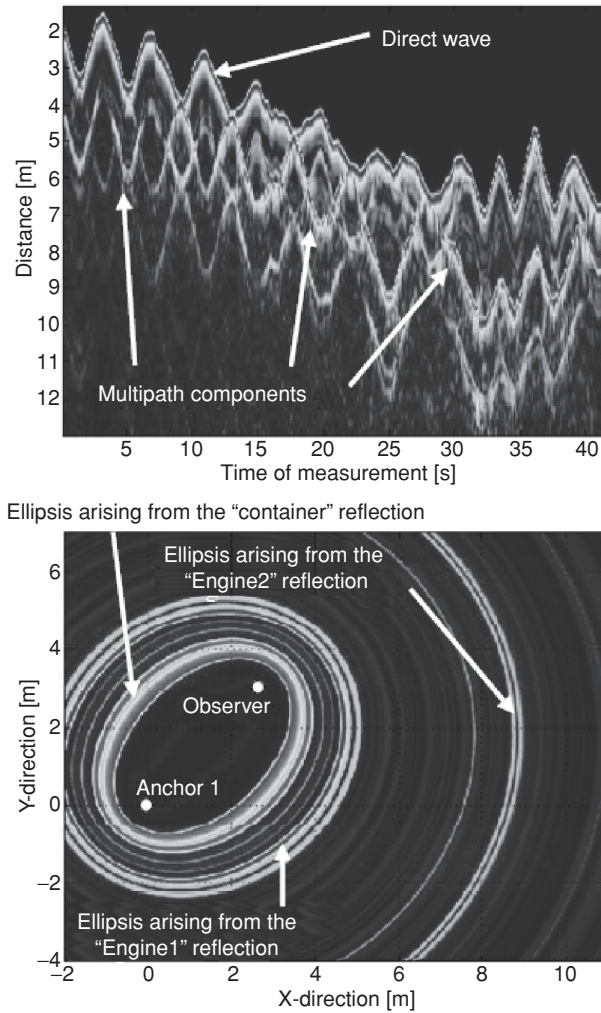 2
3
4
5
6
7
8
9
10
11
12
Distance [m]
Direct wave
Multipath components
5 10 15 20 25 30 35 40
Time of measurement [s]
Ellipsis arising from the “container” reflection
6
4
2
0
−2
−4
Y-direction [m]
Ellipsis arising from the
“Engine2” reflection
Observer
Anchor 1
Ellipsis arising from the
“Engine1” reflection
−2 0 2 4 6 8 10
X-direction [m]